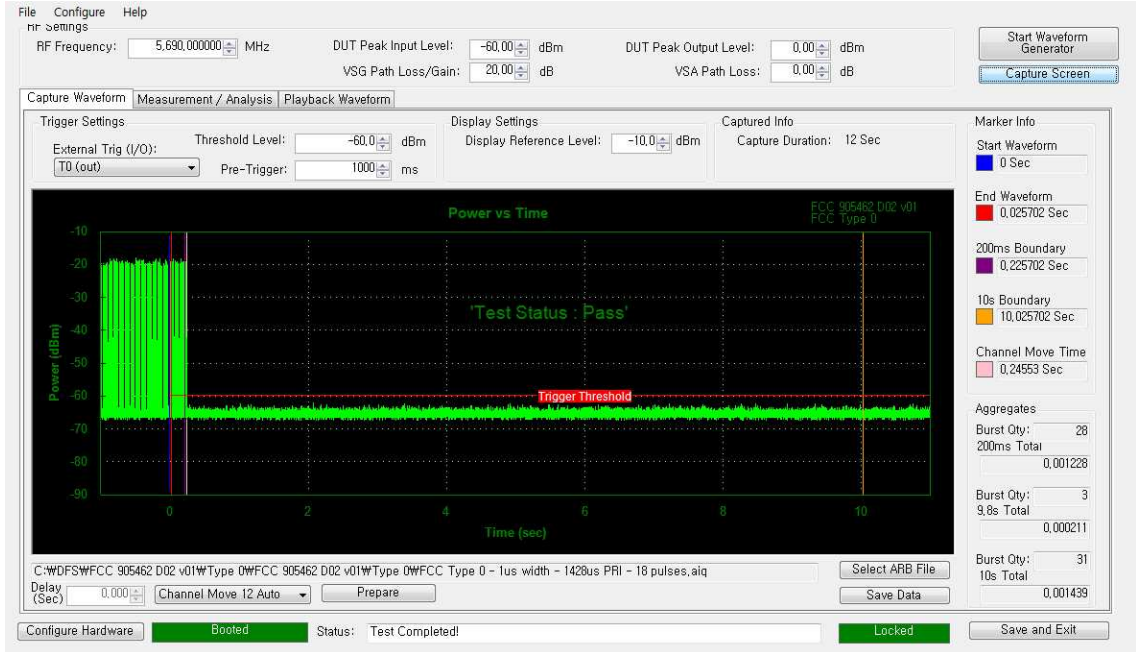 File Configure Help
RF Settings
RF Frequency: 5,690,000000 MHz
DUT Peak Input Level: -60,00 dBm
DUT Peak Output Level: 0,00 dBm
VSG Path Loss/Gain: 20,00 dB
VSA Path Loss: 0,00 dB
Start Waveform Generator
Capture Screen
Capture Waveform Measurement / Analysis Playback Waveform
Trigger Settings
External Trig (I/O):
T0 (out)
Threshold Level: -60,0 dBm
Pre-Trigger: 1000 ms
Display Settings
Display Reference Level: -10,0 dBm
Captured Info
Capture Duration: 12 Sec
Marker Info
Start Waveform
0 Sec
End Waveform
0,025702 Sec
200ms Boundary
0,225702 Sec
10s Boundary
10,025702 Sec
Channel Move Time
0,24553 Sec
Power vs Time
FCC 905462 D02 v01
FCC Type 0
'Test Status : Pass'
Trigger Threshold
Power (dBm)
-10
-20
-30
-40
-50
-60
-70
-80
-90
0 2 4 6 8 10
Time (sec)
Aggregates
Burst Qty: 28
200ms Total
0,001228
Burst Qty: 3
9,8s Total
0,000211
Burst Qty: 31
10s Total
0,001439
C:₩DFS₩FCC 905462 D02 v01₩Type 0₩FCC 905462 D02 v01₩Type 0₩FCC Type 0 - 1us width - 1428us PRI - 18 pulses,aiq
Select ARB File
Delay (Sec) 0,000
Channel Move 12 Auto
Prepare
Save Data
Configure Hardware
Booted
Status: Test Completed!
Locked
Save and Exit